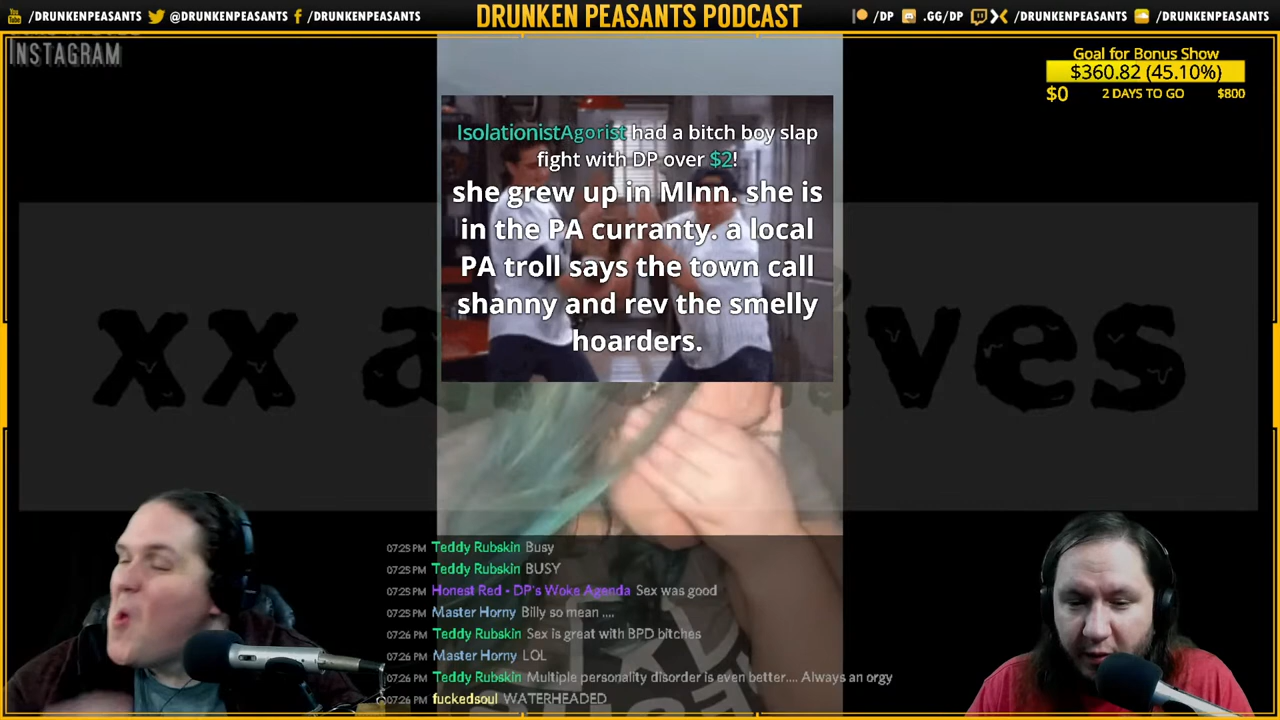 /DRUNKENPEASANTS @DRUNKENPEASANTS /DRUNKENPEASANTS DRUNKEN PEASANTS PODCAST /DP .GG/DP /DRUNKENPEASANTS /DRUNKENPEASANTS
INSTAGRAM
Goal for Bonus Show
$360.82 (45.10%)
$0 2 DAYS TO GO $800
IsolationistAgorist had a bitch boy slap
fight with DP over $2!
she grew up in MInn. she is
in the PA curranty. a local
PA troll says the town call
shanny and rev the smelly
hoarders.
xx a ives
07:25 PM Teddy Rubskin Busy
07:25 PM Teddy Rubskin BUSY
07:25 PM Honest Red - DP's Woke Agenda Sex was good
07:25 PM Master Horny Billy so mean ....
07:26 PM Teddy Rubskin Sex is great with BPD bitches
07:26 PM Master Horny LOL
07:26 PM Teddy Rubskin Multiple personality disorder is even better.... Always an orgy
07:26 PM fuckedsoul WATERHEADED